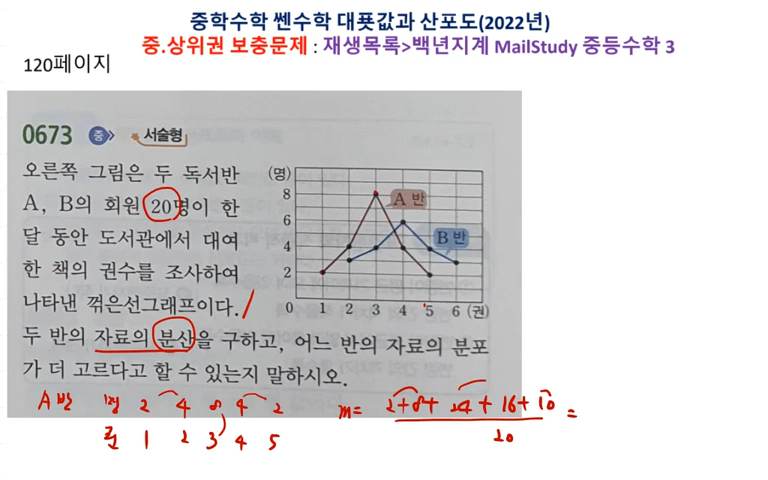 중학수학 쎈수학 대푯값과 산포도(2022년)
중.상위권 보충문제 : 재생목록>백년지계 MailStudy 중등수학 3
120페이지
0673 중 서술형
오른쪽 그림은 두 독서반
A, B의 회원 20명이 한
달 동안 도서관에서 대여
한 책의 권수를 조사하여
나타낸 꺾은선그래프이다.
두 반의 자료의 분산을 구하고, 어느 반의 자료의 분포
가 더 고르다고 할 수 있는지 말하시오.
(명)
8
6
4
2
0 1 2 3 4 5 6 (권)
A 반
B 반
A 반 명 2 4 8 4 2
권 1 2 3 4 5
m= 2+8+24+16+10 =
20